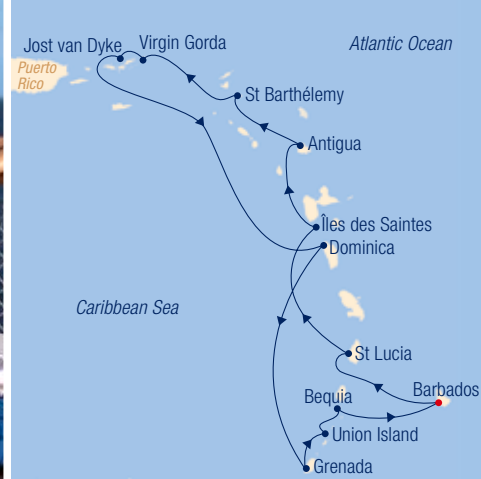 Jost van Dyke
Virgin Gorda
Atlantic Ocean
Puerto
Rico
St Barthélemy
Antigua
Îles des Saintes
Dominica
Caribbean Sea
St Lucia
Bequia
Barbados
Union Island
Grenada